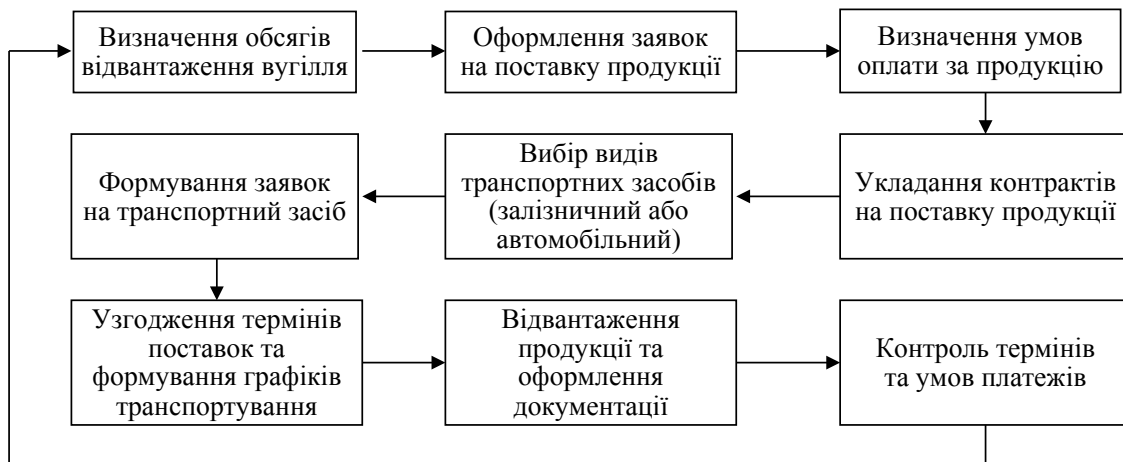 Визначення обсягів
відвантаження вугілля
Оформлення заявок
на поставку продукції
Визначення умов
оплати за продукцію
Укладання контрактів
на поставку продукції
Вибір видів
транспортних засобів
(залізничний або
автомобільний)
Формування заявок
на транспортний засіб
Узгодження термінів
поставок та
формування графіків
транспортування
Відвантаження
продукції та
оформлення
документації
Контроль термінів
та умов платежів